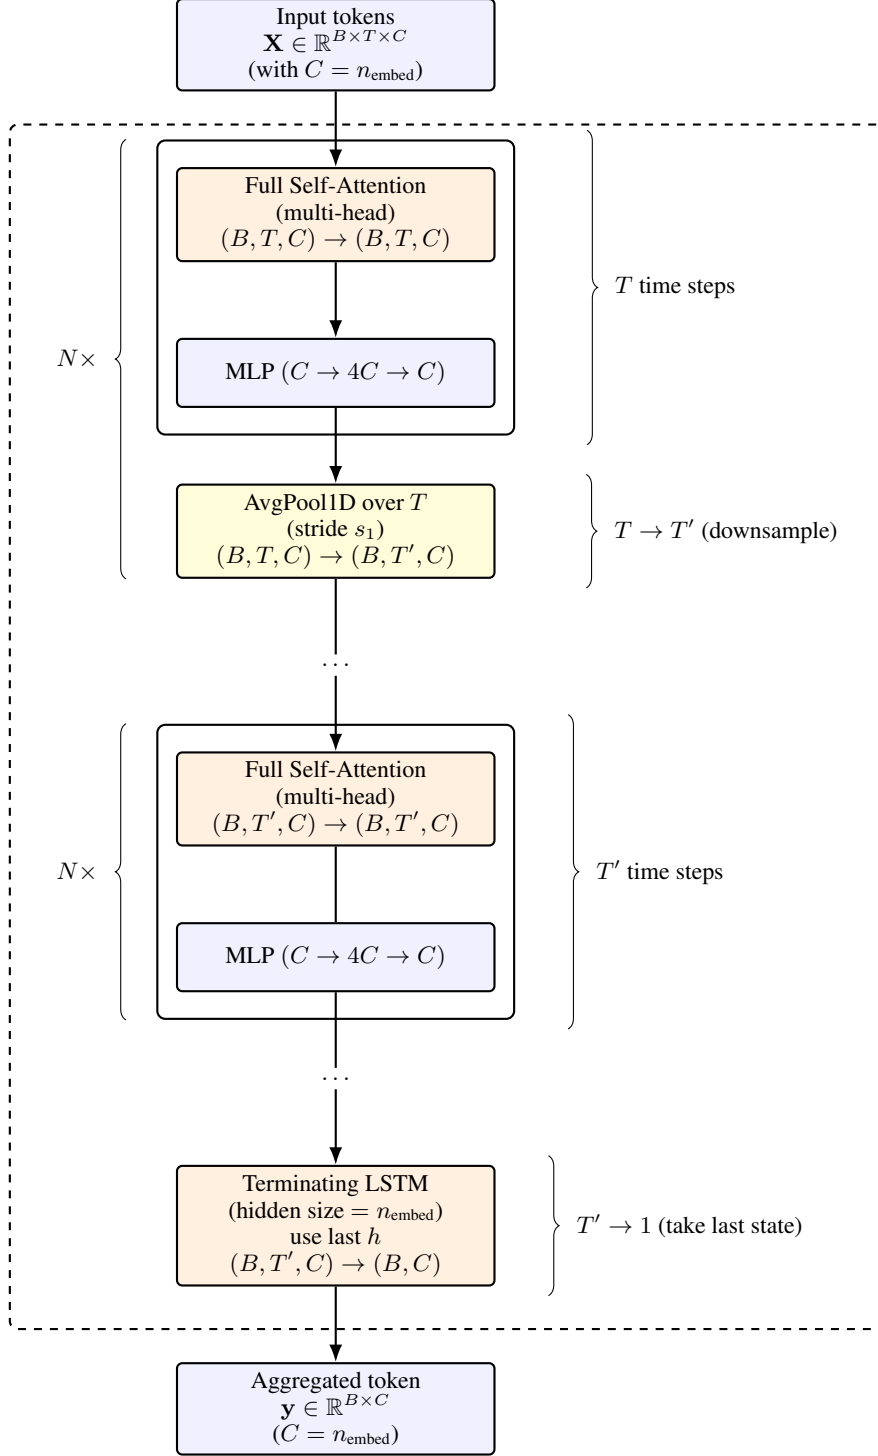 Input tokens
X ∈ ℝ^{B×T×C}
(with C = n_embed)
Full Self-Attention
(multi-head)
(B, T, C) → (B, T, C)
T time steps
N×
MLP (C → 4C → C)
AvgPool1D over T
(stride s₁)
(B, T, C) → (B, T′, C)
T → T′ (downsample)
...
Full Self-Attention
(multi-head)
(B, T′, C) → (B, T′, C)
N×
T′ time steps
MLP (C → 4C → C)
...
Terminating LSTM
(hidden size = n_embed)
use last h
(B, T′, C) → (B, C)
T′ → 1 (take last state)
Aggregated token
y ∈ ℝ^{B×C}
(C = n_embed)